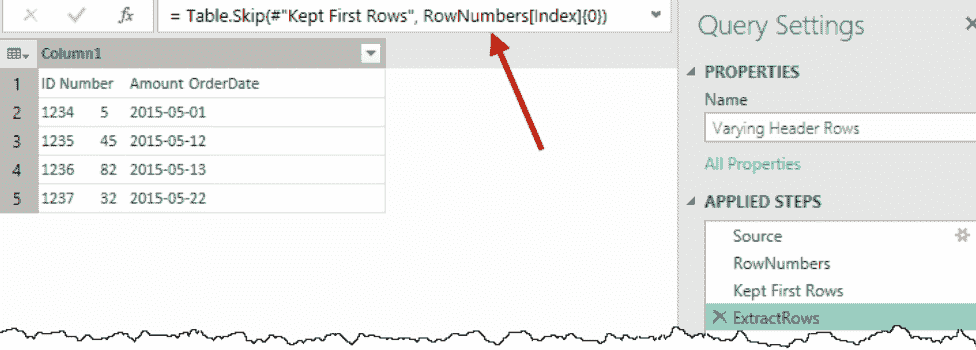 = Table.Skip(#"Kept First Rows", RowNumbers[Index]{0})
fx
Column1
1 ID Number Amount OrderDate
2 1234 5 2015-05-01
3 1235 45 2015-05-12
4 1236 82 2015-05-13
5 1237 32 2015-05-22
Query Settings
PROPERTIES
Name
Varying Header Rows
All Properties
APPLIED STEPS
Source
RowNumbers
Kept First Rows
ExtractRows